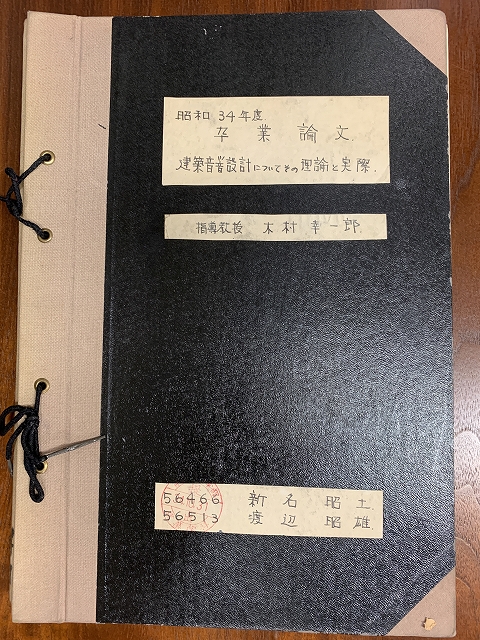 昭和 34年度
卒業論文.
建築音響設計についてその理論と実際.
指導教授 木村幸一郎.
56466 新名昭土
56513 渡辺昭雄